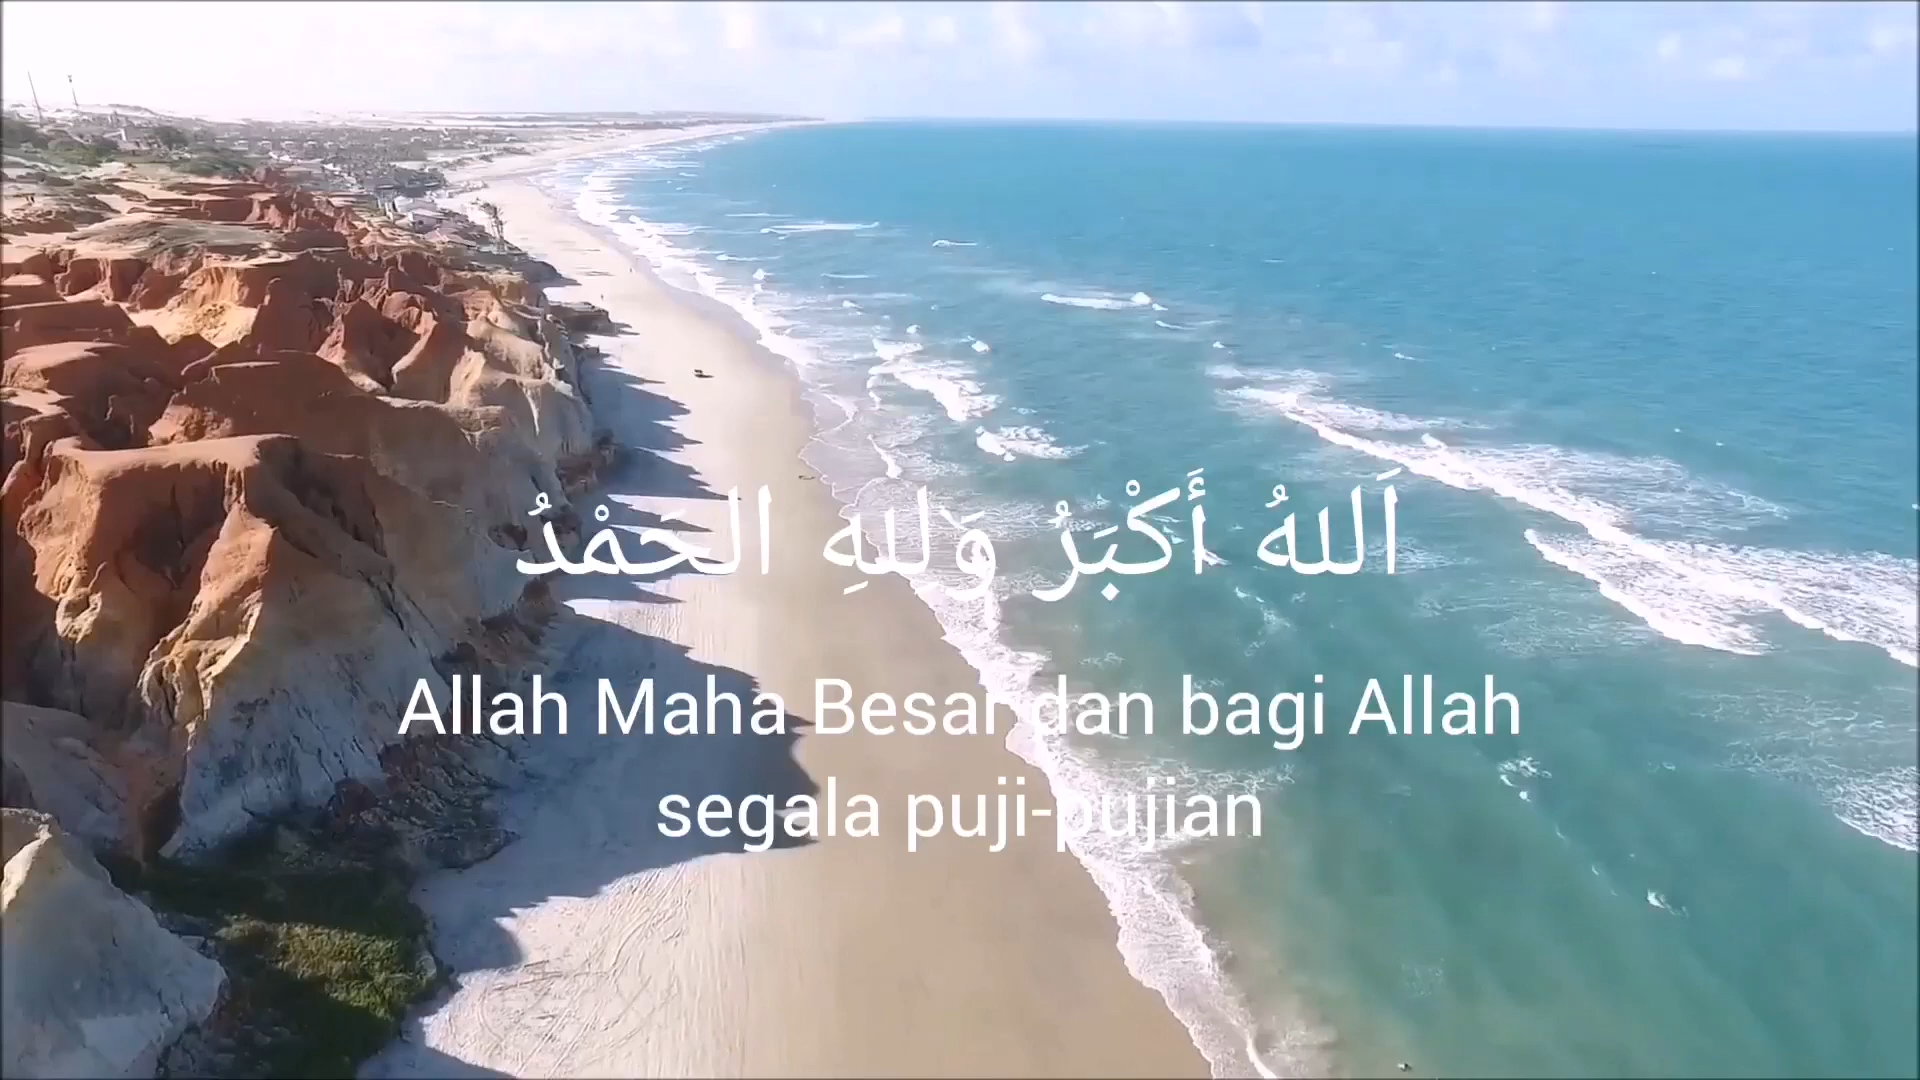 اَللهُ أَكْبَرُ وَلِلهِ الحَمْدُ
Allah Maha Besar dan bagi Allah
segala puji-pujian